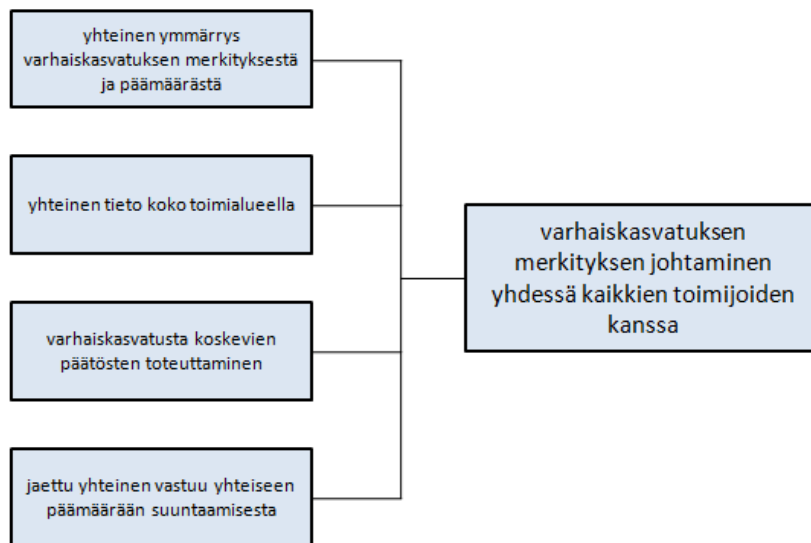 yhteinen ymmärrys
varhaiskasvatuksen merkityksestä
ja päämäärästä
yhteinen tieto koko toimialueella
varhaiskasvatusta koskevien
päätösten toteuttaminen
jaettu yhteinen vastuu yhteiseen
päämäärään suuntaamisesta
varhaiskasvatuksen
merkityksen johtaminen
yhdessä kaikkien toimijoiden
kanssa